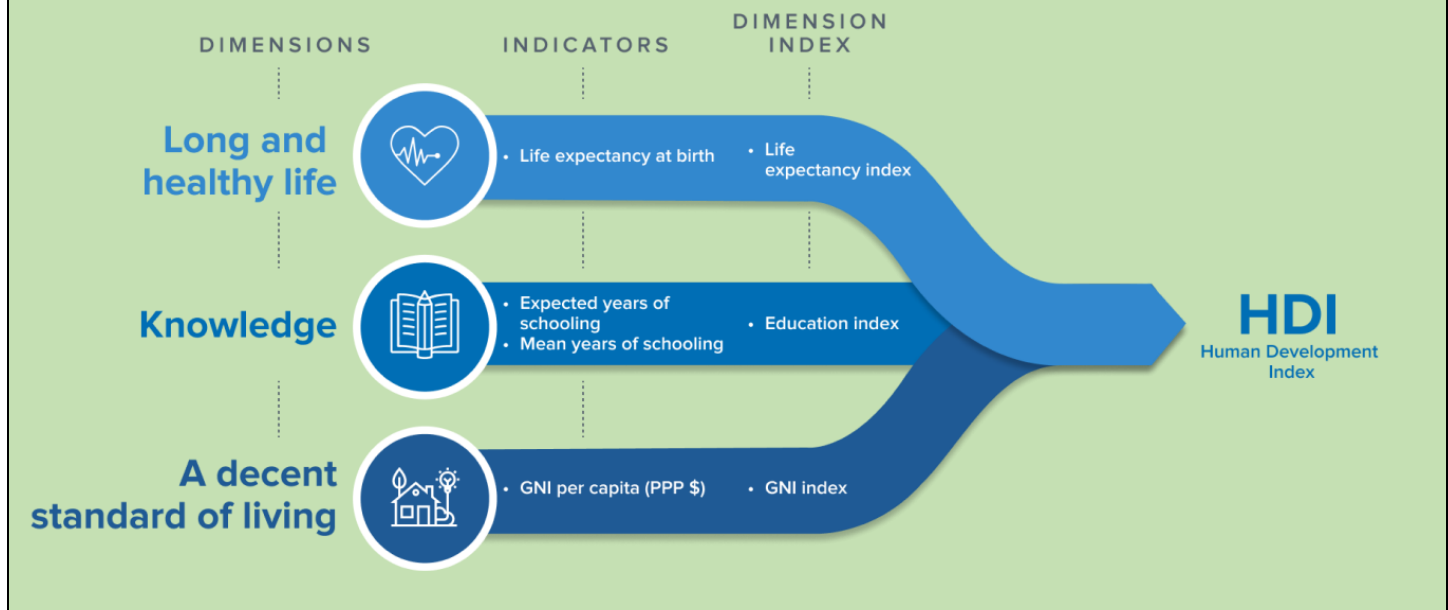 DIMENSIONS
INDICATORS
DIMENSION
INDEX
Long and
healthy life
• Life expectancy at birth
• Life
expectancy index
Knowledge
• Expected years of
schooling
• Mean years of schooling
• Education index
A decent
standard of living
• GNI per capita (PPP $)
• GNI index
HDI
Human Development
Index